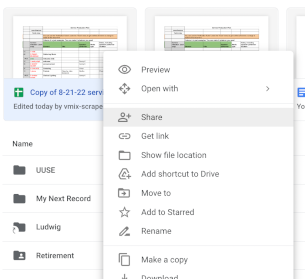 Copy of 8-21-22 servi
Edited today by vmix-scrape
Yo
Name
UUSE
My Next Record
Ludwig
Retirement
Preview
Open with
Share
Get link
Show file location
Add shortcut to Drive
Move to
Add to Starred
Rename
Make a copy
Download